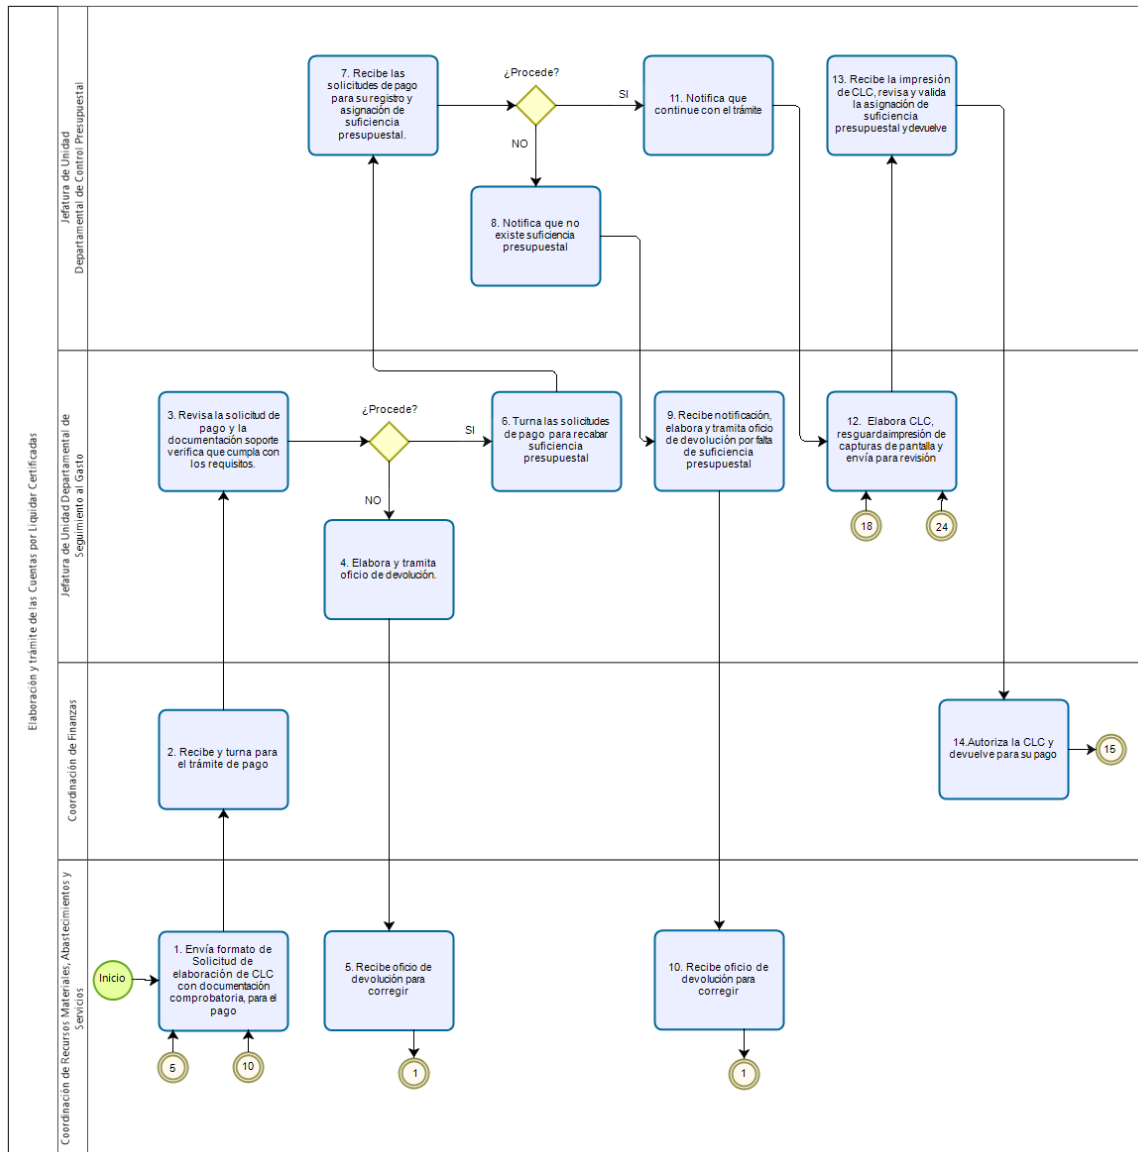 Elaboración y trámite de las Cuentas por Liquidar Certificadas
Jefatura de Unidad
Departamental de Control Presupuestal
7. Recibe las
solicitudes de pago
para su registro y
asignación de
suficiencia
presupuestal.
¿Procede?
SI
NO
11. Notifica que
continue con el trámite
13. Recibe la impresión
de CLC, revisa y valida
la asignación de
suficiencia
presupuestal y devuelve
8. Notifica que no
existe suficiencia
presupuestal
Jefatura de Unidad Departamental de
Seguimiento al Gasto
3. Revisa la solicitud de
pago y la
documentación soporte
verifica que cumpla con
los requisitos.
¿Procede?
SI
NO
6. Turna las solicitudes
de pago para recabar
suficiencia
presupuestal
9. Recibe notificación,
elabora y tramita oficio
de devolución por falta
de suficiencia
presupuestal
12. Elabora CLC,
resguarda impresión de
capturas de pantalla y
envía para revisión
18
24
4. Elabora y tramita
oficio de devolución.
Coordinación de Finanzas
2. Recibe y turna para
el trámite de pago
14.Autoriza la CLC y
devuelve para su pago
15
Coordinación de Recursos Materiales, Abastecimientos y
Servicios
Inicio
1. Envía formato de
Solicitud de
elaboración de CLC
con documentación
comprobatoria, para el
pago
5. Recibe oficio de
devolución para
corregir
10. Recibe oficio de
devolución para
corregir
5
10
1
1